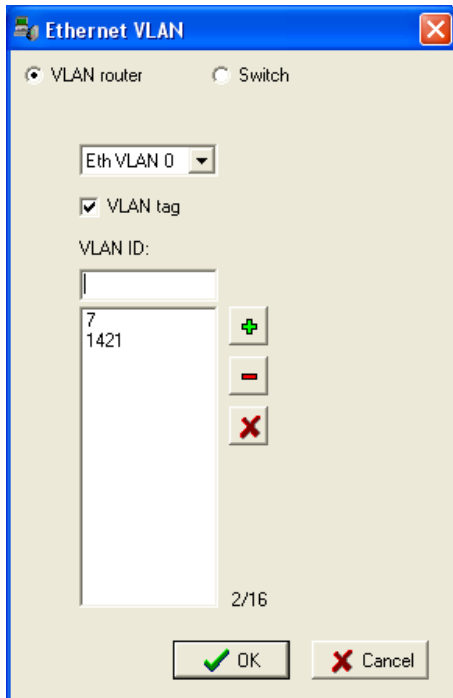 Ethernet VLAN
VLAN router Switch
Eth VLAN 0
VLAN tag
VLAN ID:
7
1421
2/16
OK Cancel